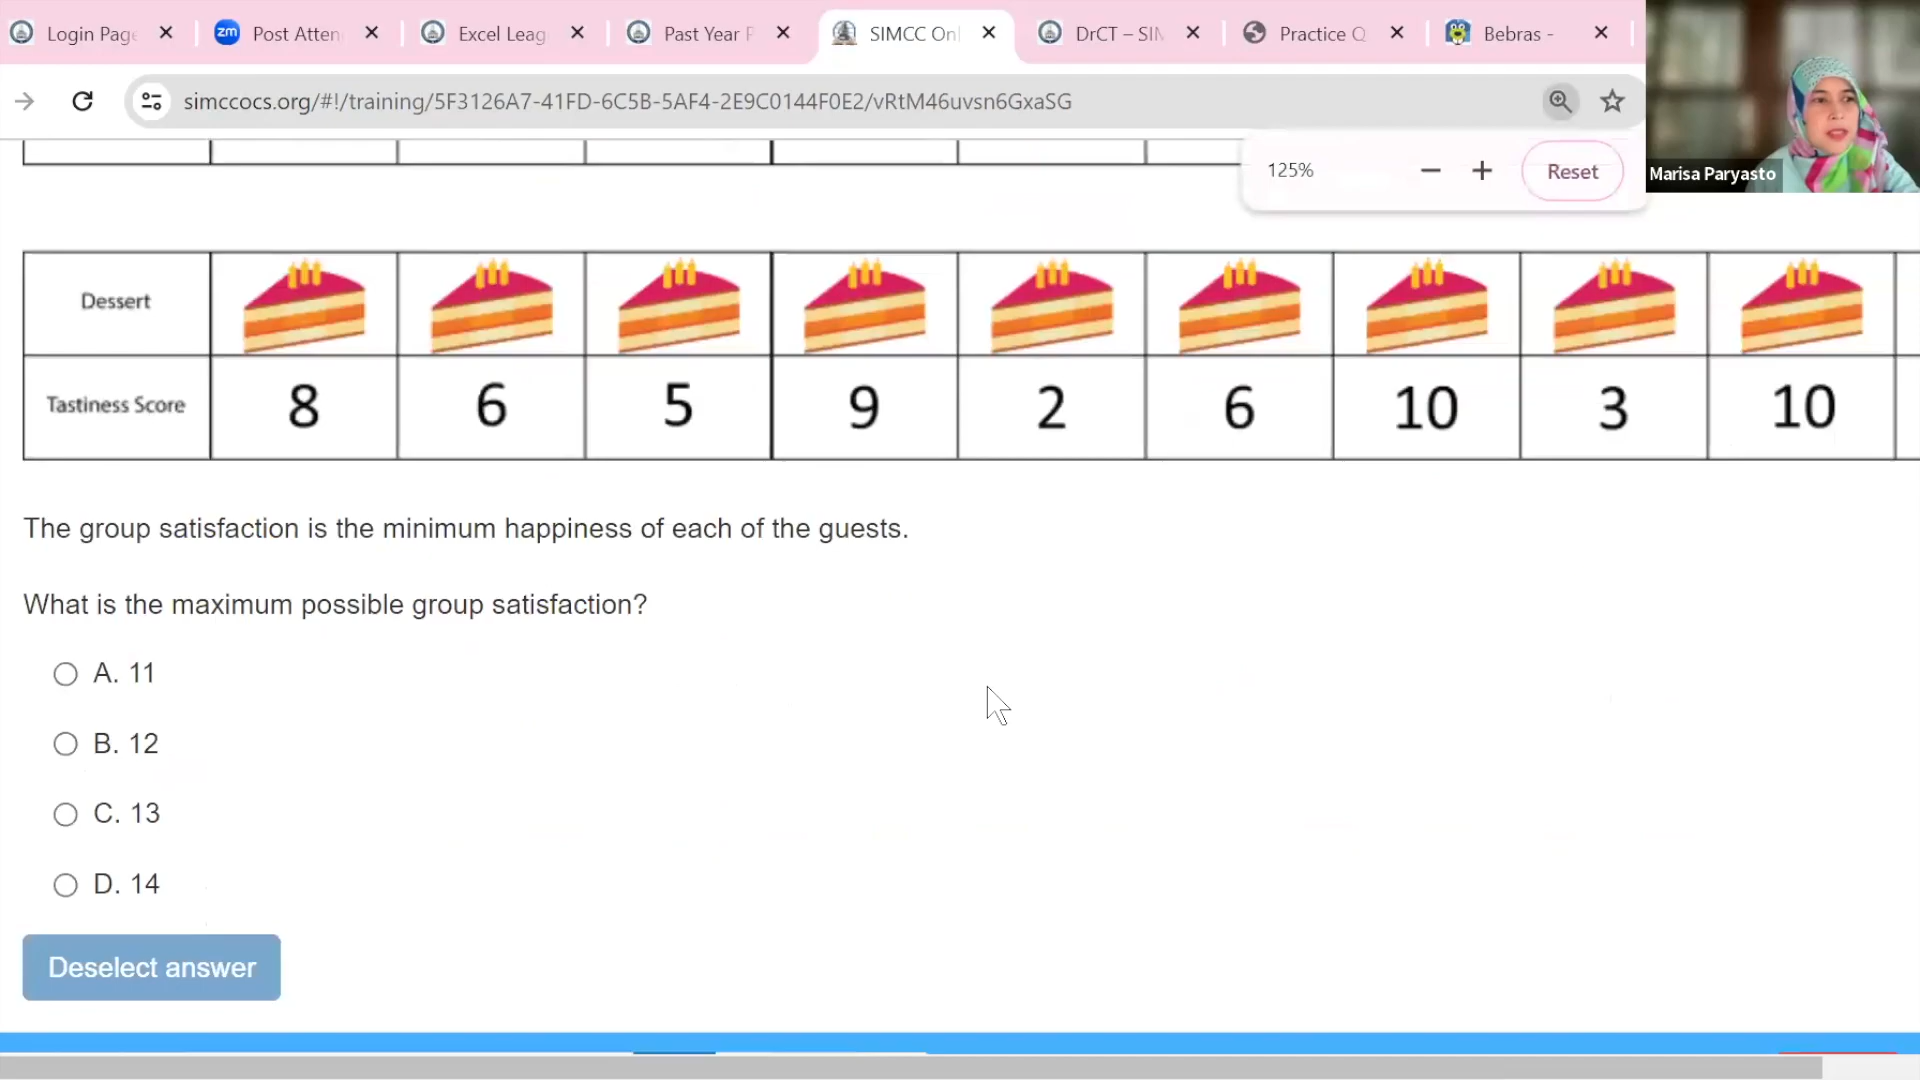 Login Page
Post Atten
Excel Leag
Past Year P
SIMCC Onl
DrCT – SIM
Practice Q
Bebras -
simccocs.org/#!/training/5F3126A7-41FD-6C5B-5AF4-2E9C0144F0E2/vRtM46uvsn6GxaSG
125%
Reset
Marisa Paryasto
Dessert
Tastiness Score 8 6 5 9 2 6 10 3 10
The group satisfaction is the minimum happiness of each of the guests.
What is the maximum possible group satisfaction?
A. 11
B. 12
C. 13
D. 14
Deselect answer